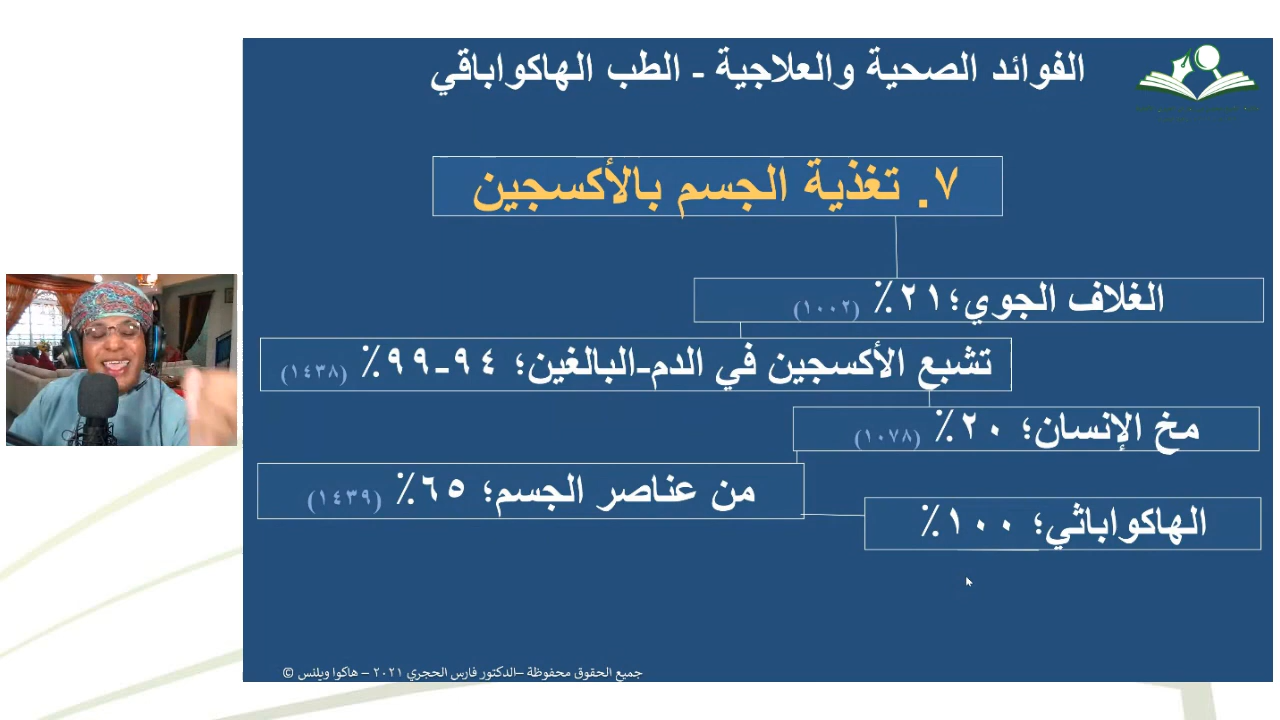 الفوائد الصحية والعلاجية - الطب الهاكواباقي
٧. تغذية الجسم بالأكسجين
الغلاف الجوي؛٢١٪ (١٠٠٢)
تشبع الأكسجين في الدم-البالغين؛ ٩٤-٩٩٪ (١٤٣٨)
مخ الإنسان؛ ٢٠٪ (١٠٧٨)
من عناصر الجسم؛ ٦٥٪ (١٤٣٩)
الهاكواباثي؛ ١٠٠٪
جميع الحقوق محفوظة –الدكتور فارس الحجري ٢٠٢١ – هاكوا ويلنس ©